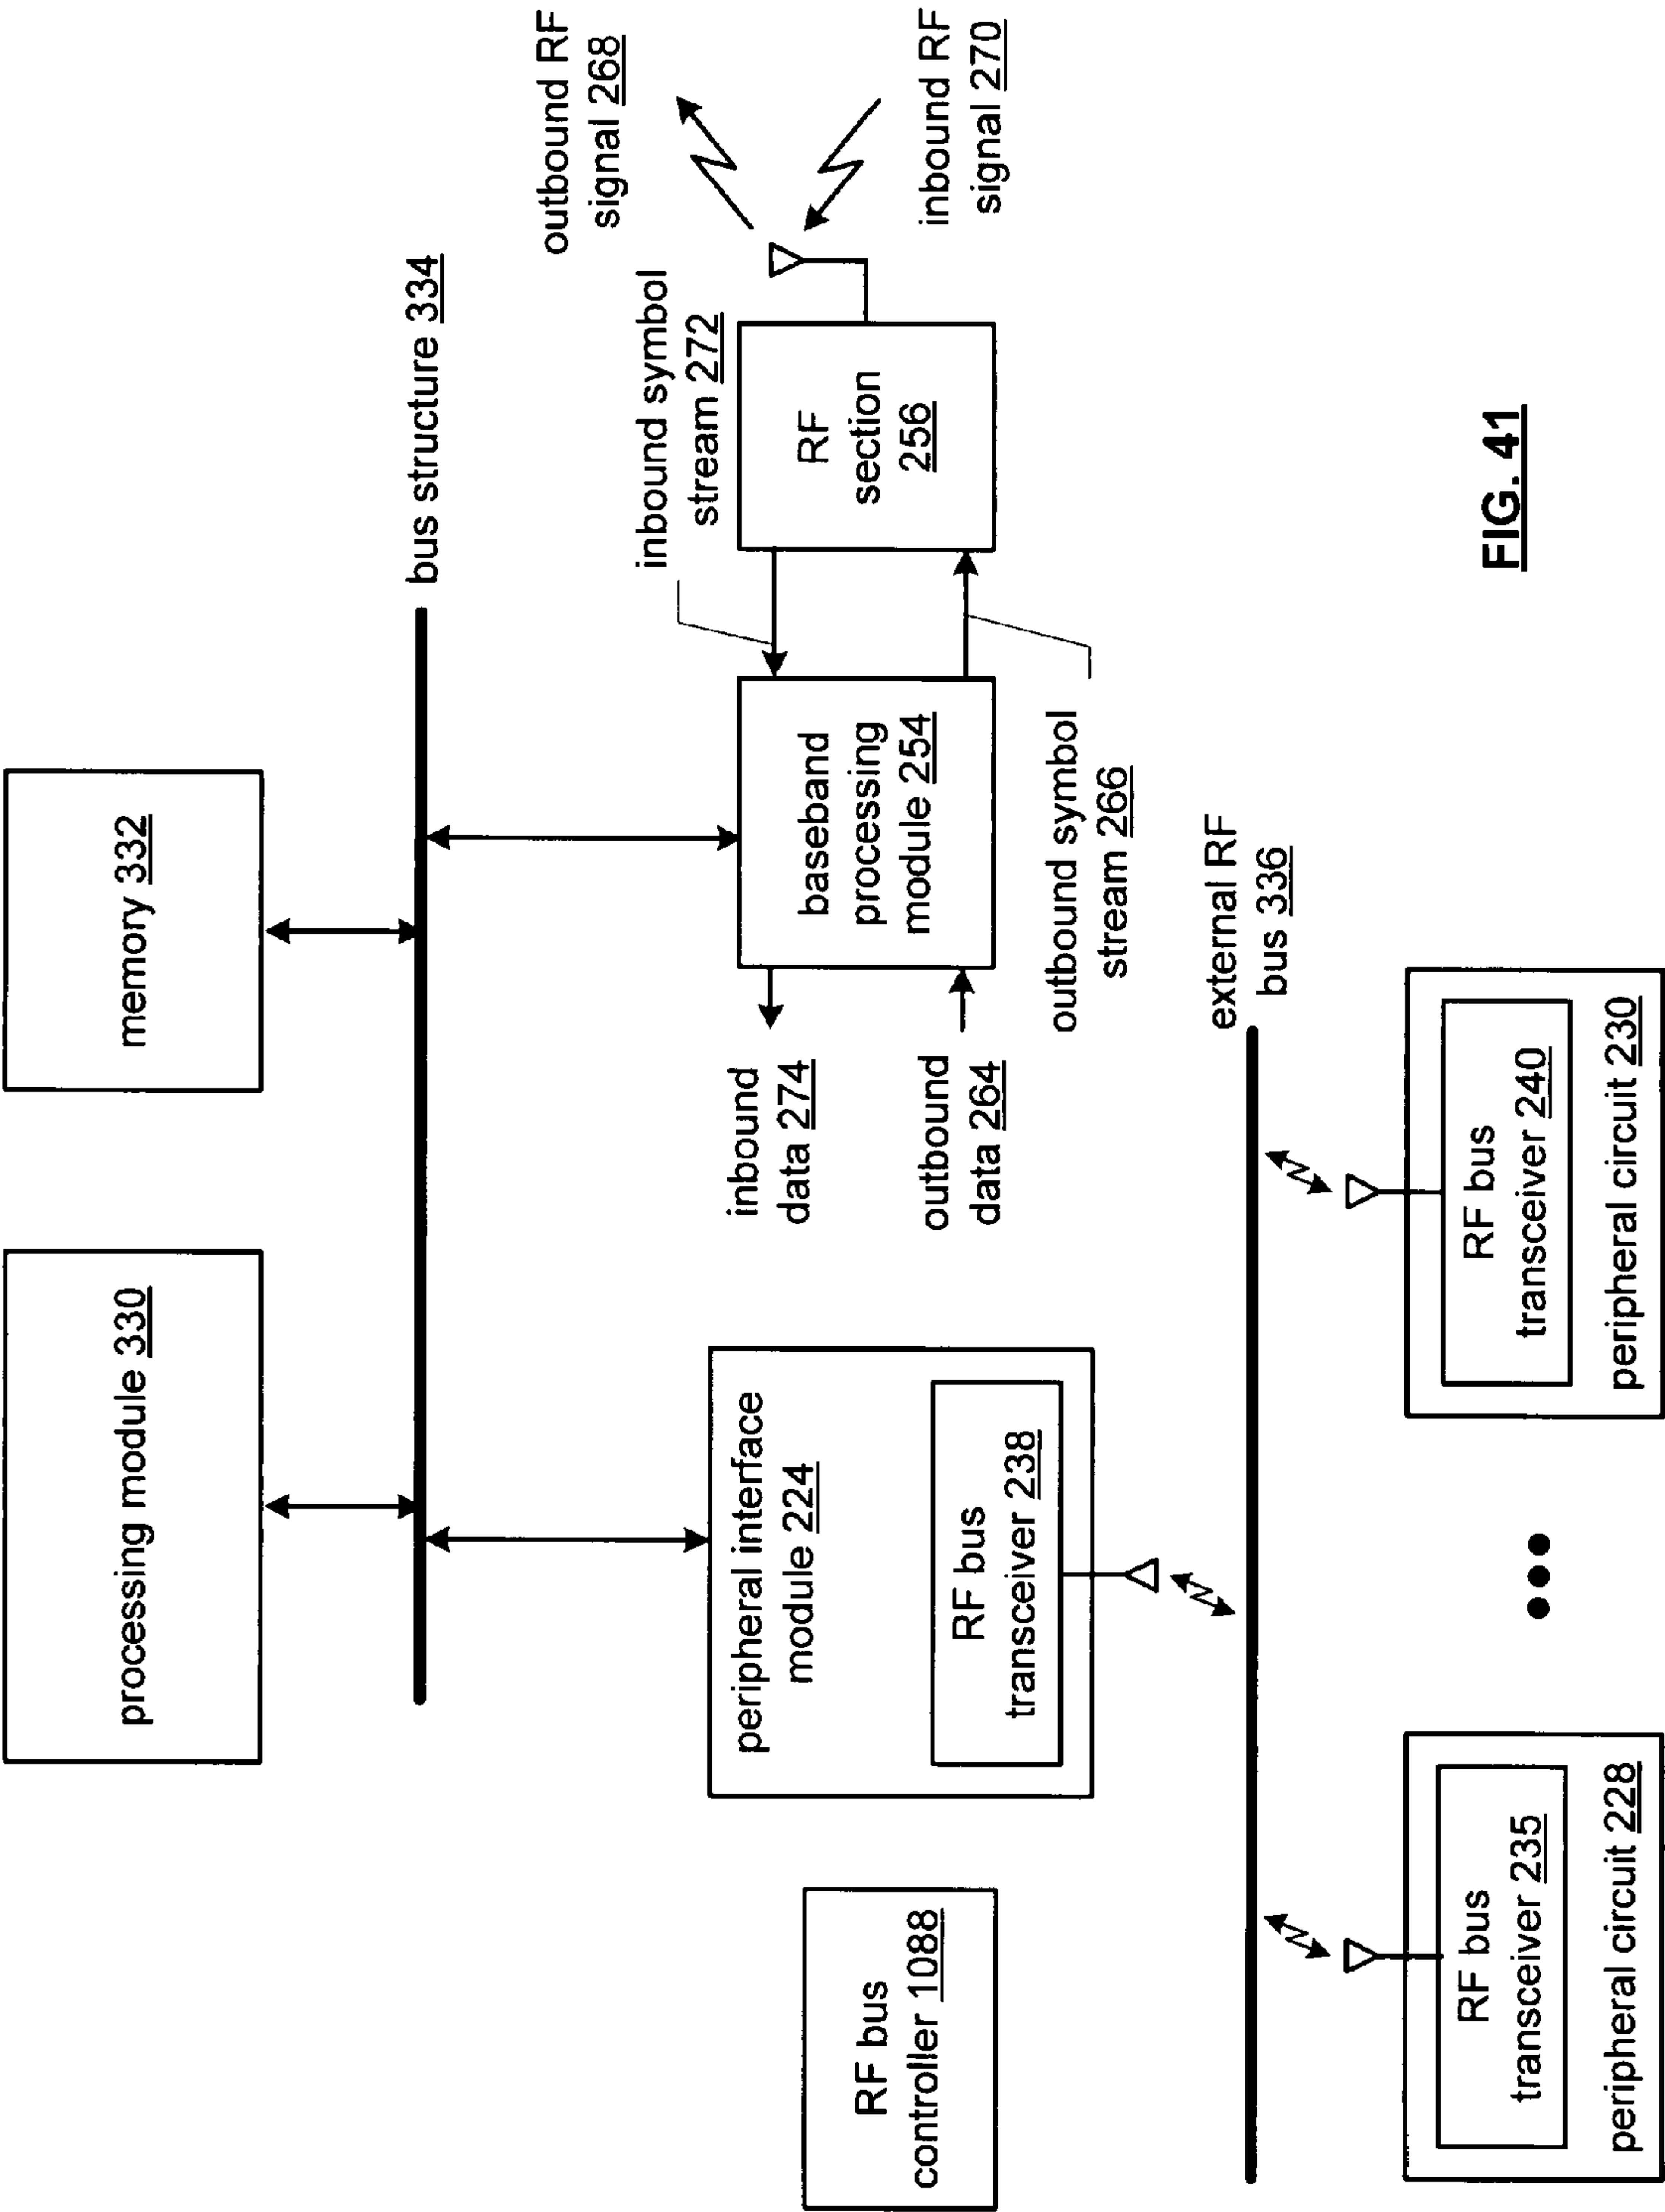 processing module 330
memory 332
bus structure 334
outbound RF
signal 268
inbound RF
signal 270
inbound symbol
stream 272
RF
section
256
baseband
processing
module 254
inbound
data 274
outbound
data 264
outbound symbol
stream 266
peripheral interface
module 224
RF bus
transceiver 238
RF bus
controller 1088
external RF
bus 336
RF bus
transceiver 235
peripheral circuit 228
RF bus
transceiver 240
peripheral circuit 230
FIG. 41